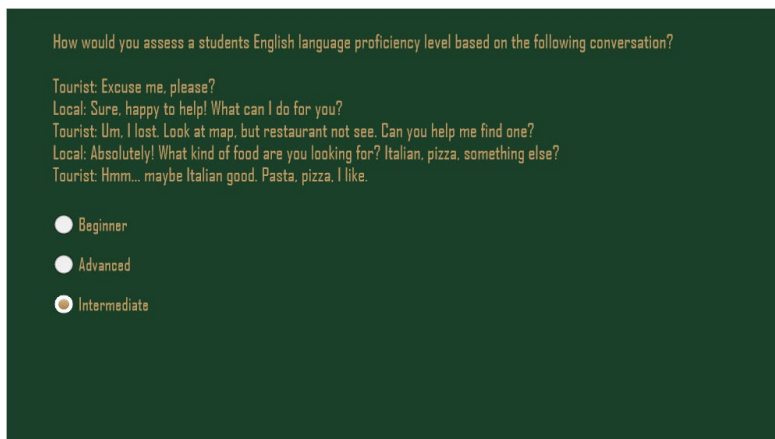 How would you assess a students English language proficiency level based on the following conversation?
Tourist: Excuse me, please?
Local: Sure, happy to help! What can I do for you?
Tourist: Um, I lost. Look at map, but restaurant not see. Can you help me find one?
Local: Absolutely! What kind of food are you looking for? Italian, pizza, something else?
Tourist: Hmm... maybe Italian good. Pasta, pizza, I like.
Beginner
Advanced
Intermediate